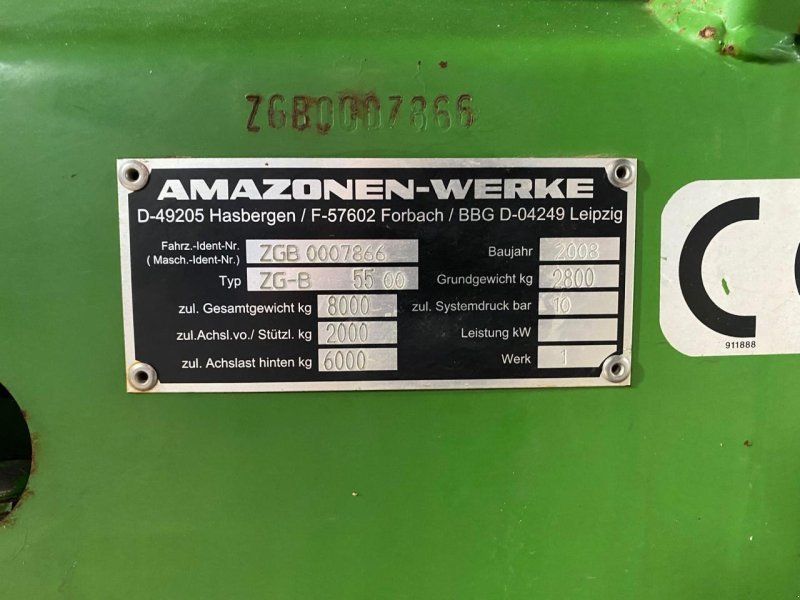 ZGB0007866
AMAZONEN-WERKE
D-49205 Hasbergen / F-57602 Forbach / BBG D-04249 Leipzig
Fahrz.-Ident-Nr. ZGB 0007866 Baujahr 2008
( Masch.-Ident-Nr.)
Typ ZG-B 55 00 Grundgewicht kg 2800
zul. Gesamtgewicht kg 8000 zul. Systemdruck bar 10
zul.Achsl.vo./ Stützl. kg 2000 Leistung kW
zul. Achslast hinten kg 6000 Werk 1
CE
911888